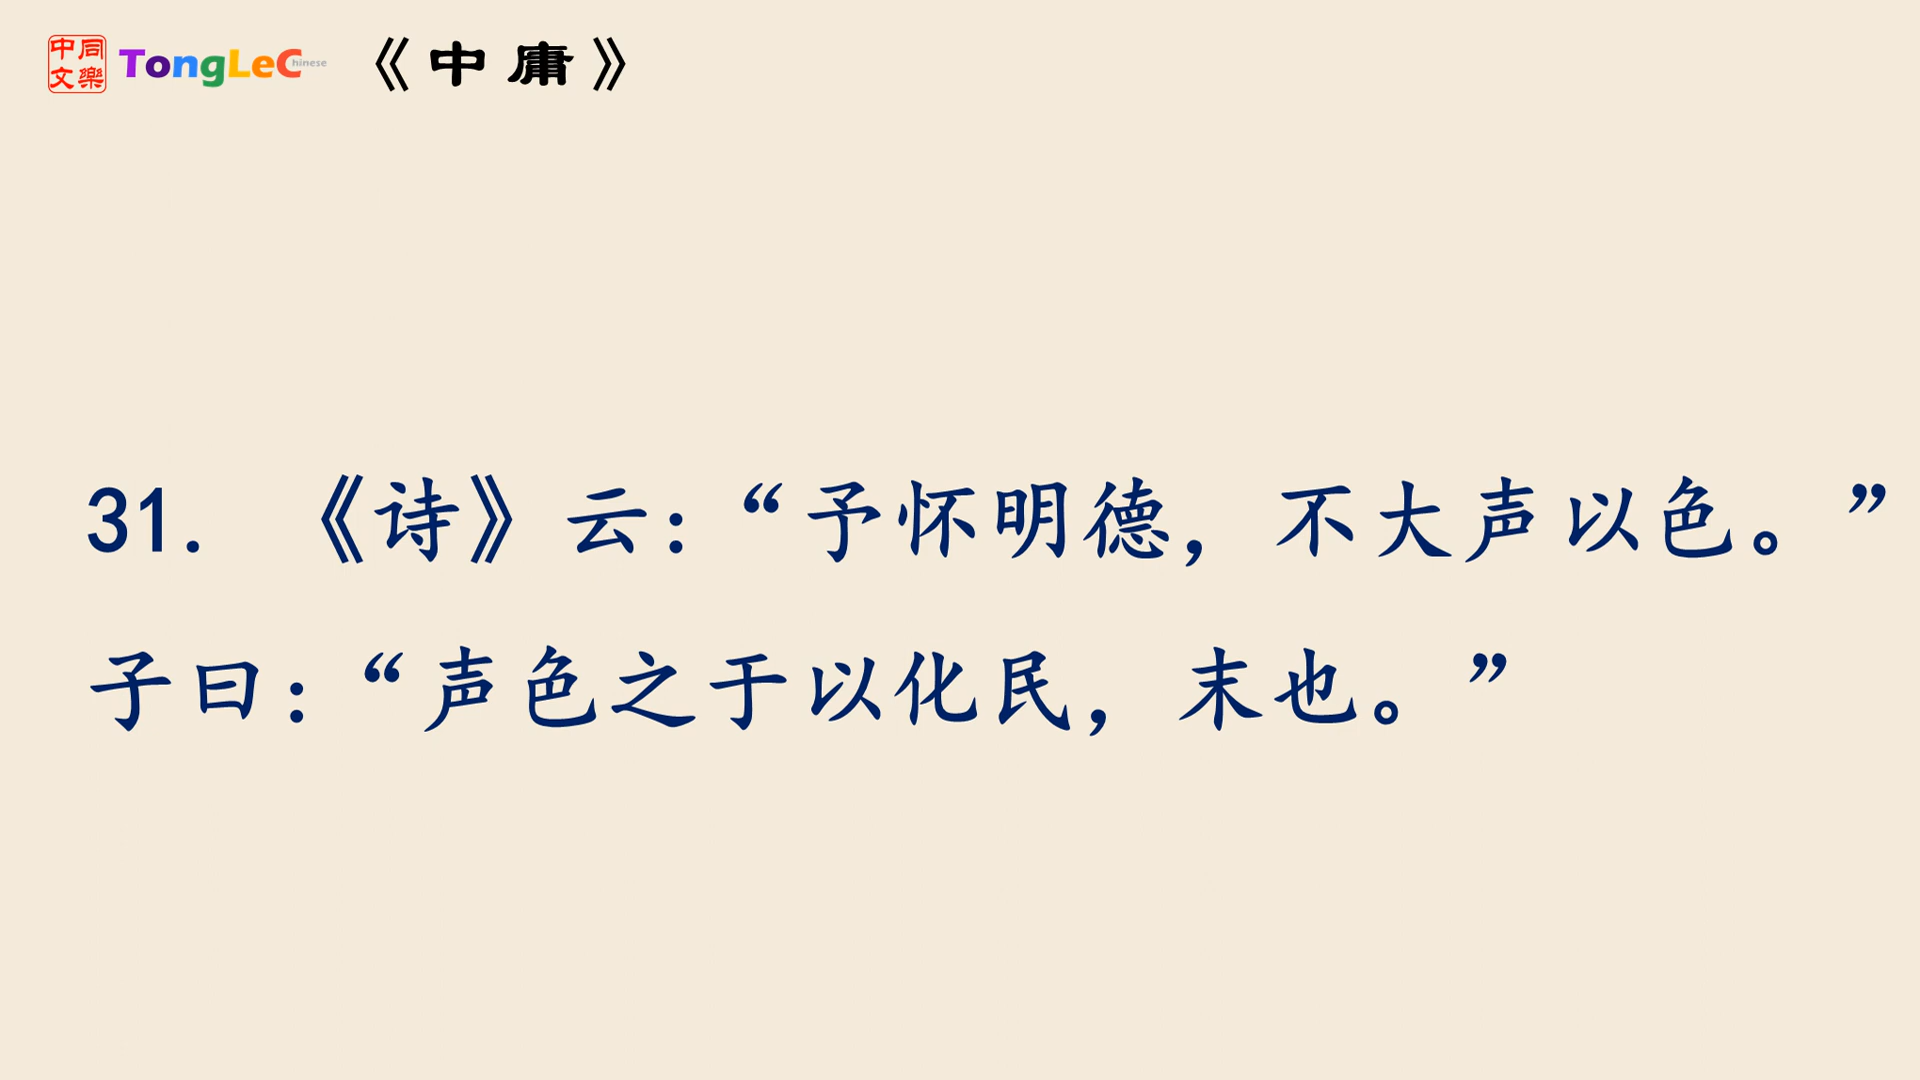 中同文樂 TongLeChinese 《中庸》
31. 《诗》云：“予怀明德，不大声以色。”
子曰：“声色之于以化民，末也。”